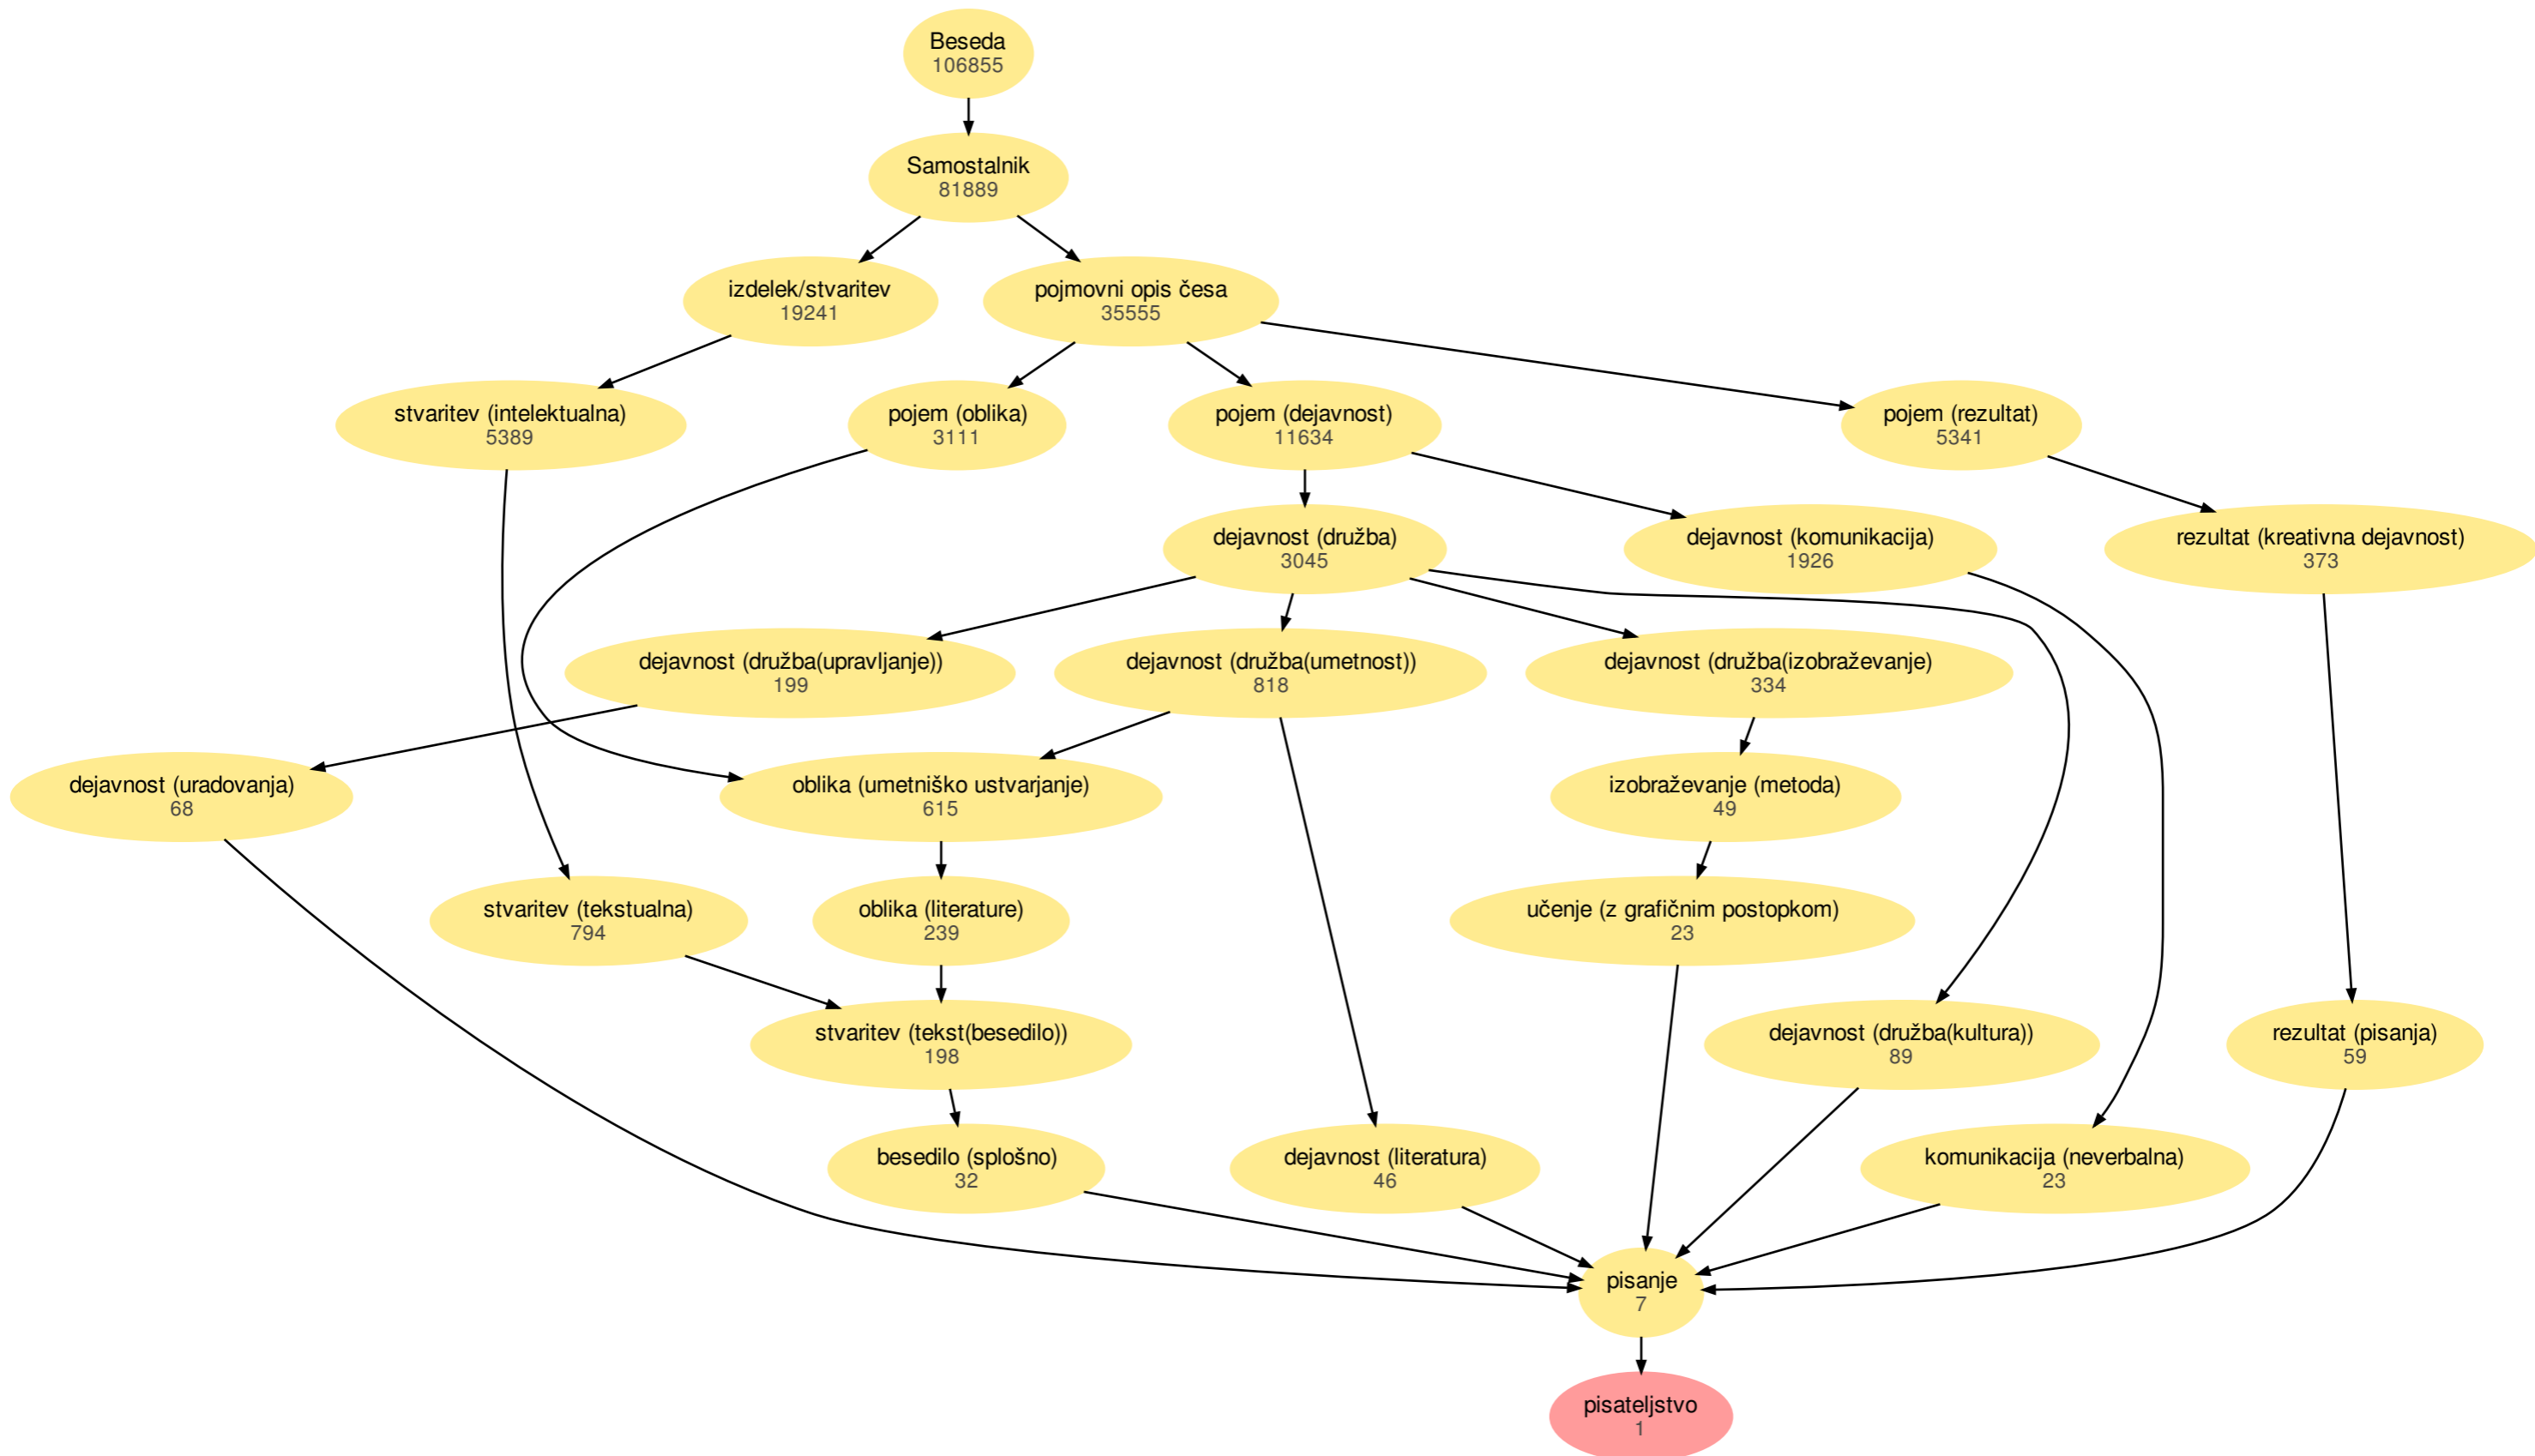 Beseda
106855
Samostalnik
81889
izdelek/stvaritev
19241
pojmovni opis česa
35555
stvaritev (intelektualna)
5389
pojem (oblika)
3111
pojem (dejavnost)
11634
pojem (rezultat)
5341
dejavnost (družba)
3045
dejavnost (komunikacija)
1926
rezultat (kreativna dejavnost)
373
dejavnost (družba(upravljanje))
199
dejavnost (družba(umetnost))
818
dejavnost (družba(izobraževanje)
334
dejavnost (uradovanja)
68
oblika (umetniško ustvarjanje)
615
izobraževanje (metoda)
49
stvaritev (tekstualna)
794
oblika (literature)
239
učenje (z grafičnim postopkom)
23
stvaritev (tekst(besedilo))
198
dejavnost (družba(kultura))
89
rezultat (pisanja)
59
besedilo (splošno)
32
dejavnost (literatura)
46
komunikacija (neverbalna)
23
pisanje
7
pisateljstvo
1